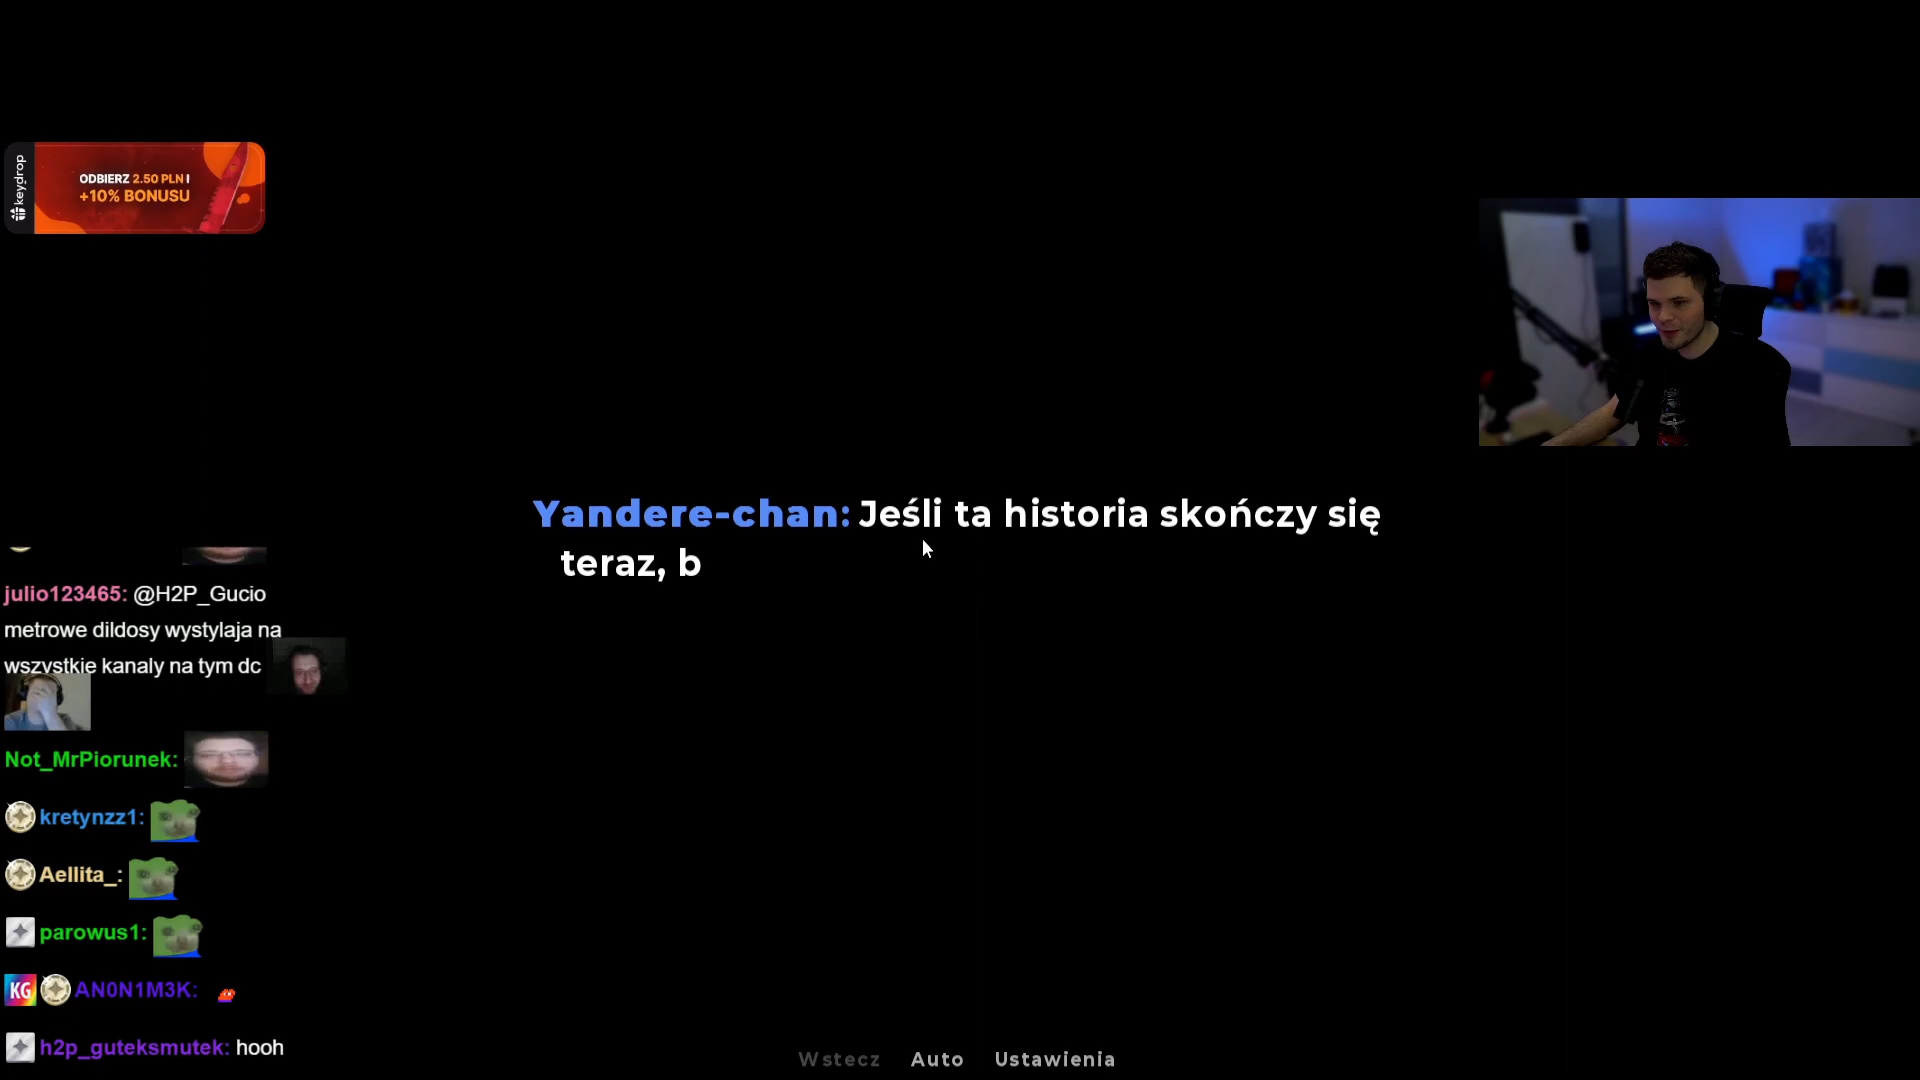 keydrop
ODBIERZ 2.50 PLN I
+10% BONUSU
Yandere-chan: Jeśli ta historia skończy się
teraz, b
julio123465: @H2P_Gucio
metrowe dildosy wystylaja na
wszystkie kanaly na tym dc
Not_MrPiorunek:
kretynzz1:
Aellita_:
parowus1:
KG AN0N1M3K:
h2p_guteksmutek: hooh
Wstecz Auto Ustawienia